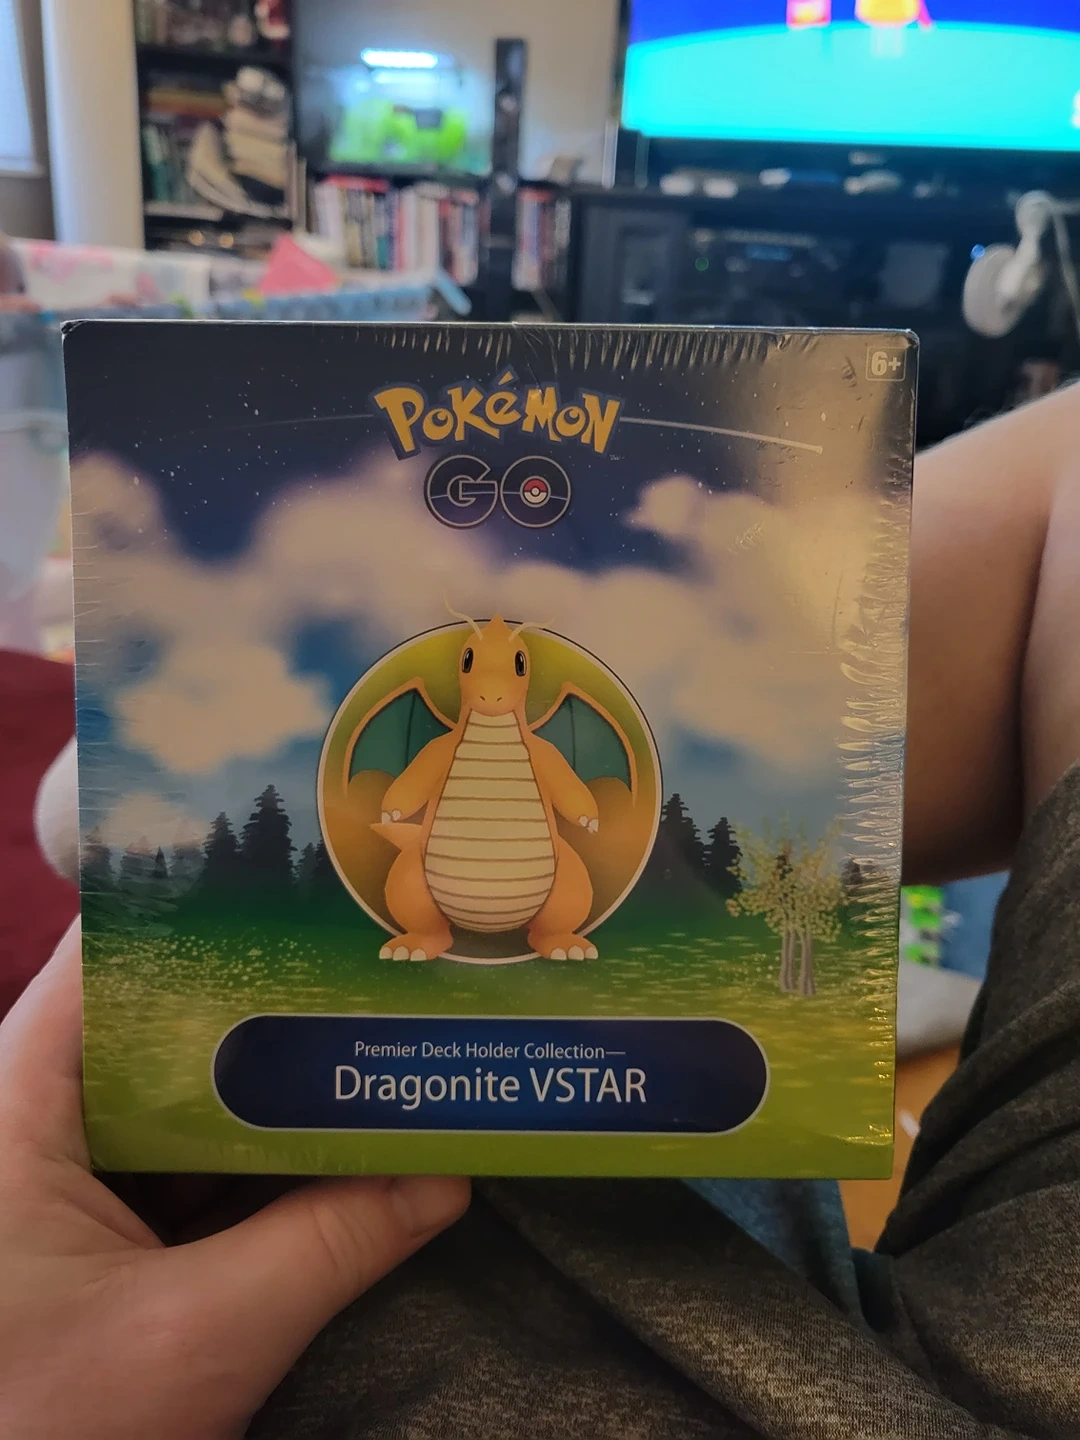 6+
POKéMON
GO
Premier Deck Holder Collection—
Dragonite VSTAR